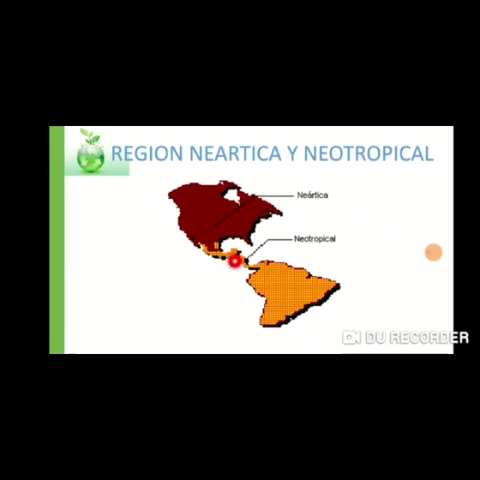 REGION NEARTICA Y NEOTROPICAL
Neártica
Neotropical
DU RECORDER